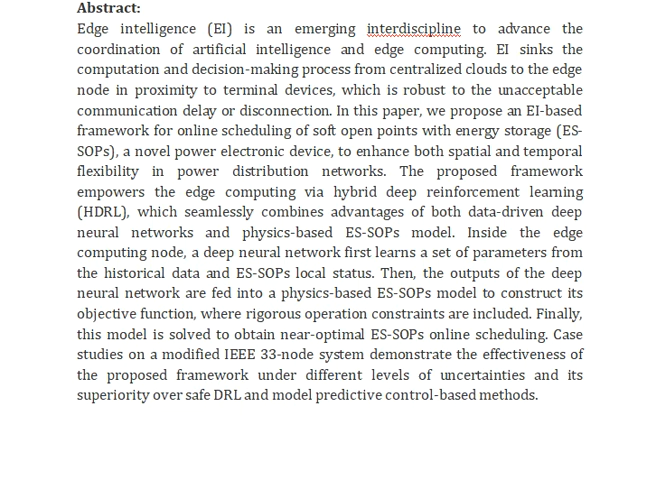 Abstract:
Edge intelligence (EI) is an emerging interdiscipline to advance the
coordination of artificial intelligence and edge computing. EI sinks the
computation and decision-making process from centralized clouds to the edge
node in proximity to terminal devices, which is robust to the unacceptable
communication delay or disconnection. In this paper, we propose an EI-based
framework for online scheduling of soft open points with energy storage (ES-
SOPs), a novel power electronic device, to enhance both spatial and temporal
flexibility in power distribution networks. The proposed framework
empowers the edge computing via hybrid deep reinforcement learning
(HDRL), which seamlessly combines advantages of both data-driven deep
neural networks and physics-based ES-SOPs model. Inside the edge
computing node, a deep neural network first learns a set of parameters from
the historical data and ES-SOPs local status. Then, the outputs of the deep
neural network are fed into a physics-based ES-SOPs model to construct its
objective function, where rigorous operation constraints are included. Finally,
this model is solved to obtain near-optimal ES-SOPs online scheduling. Case
studies on a modified IEEE 33-node system demonstrate the effectiveness of
the proposed framework under different levels of uncertainties and its
superiority over safe DRL and model predictive control-based methods.